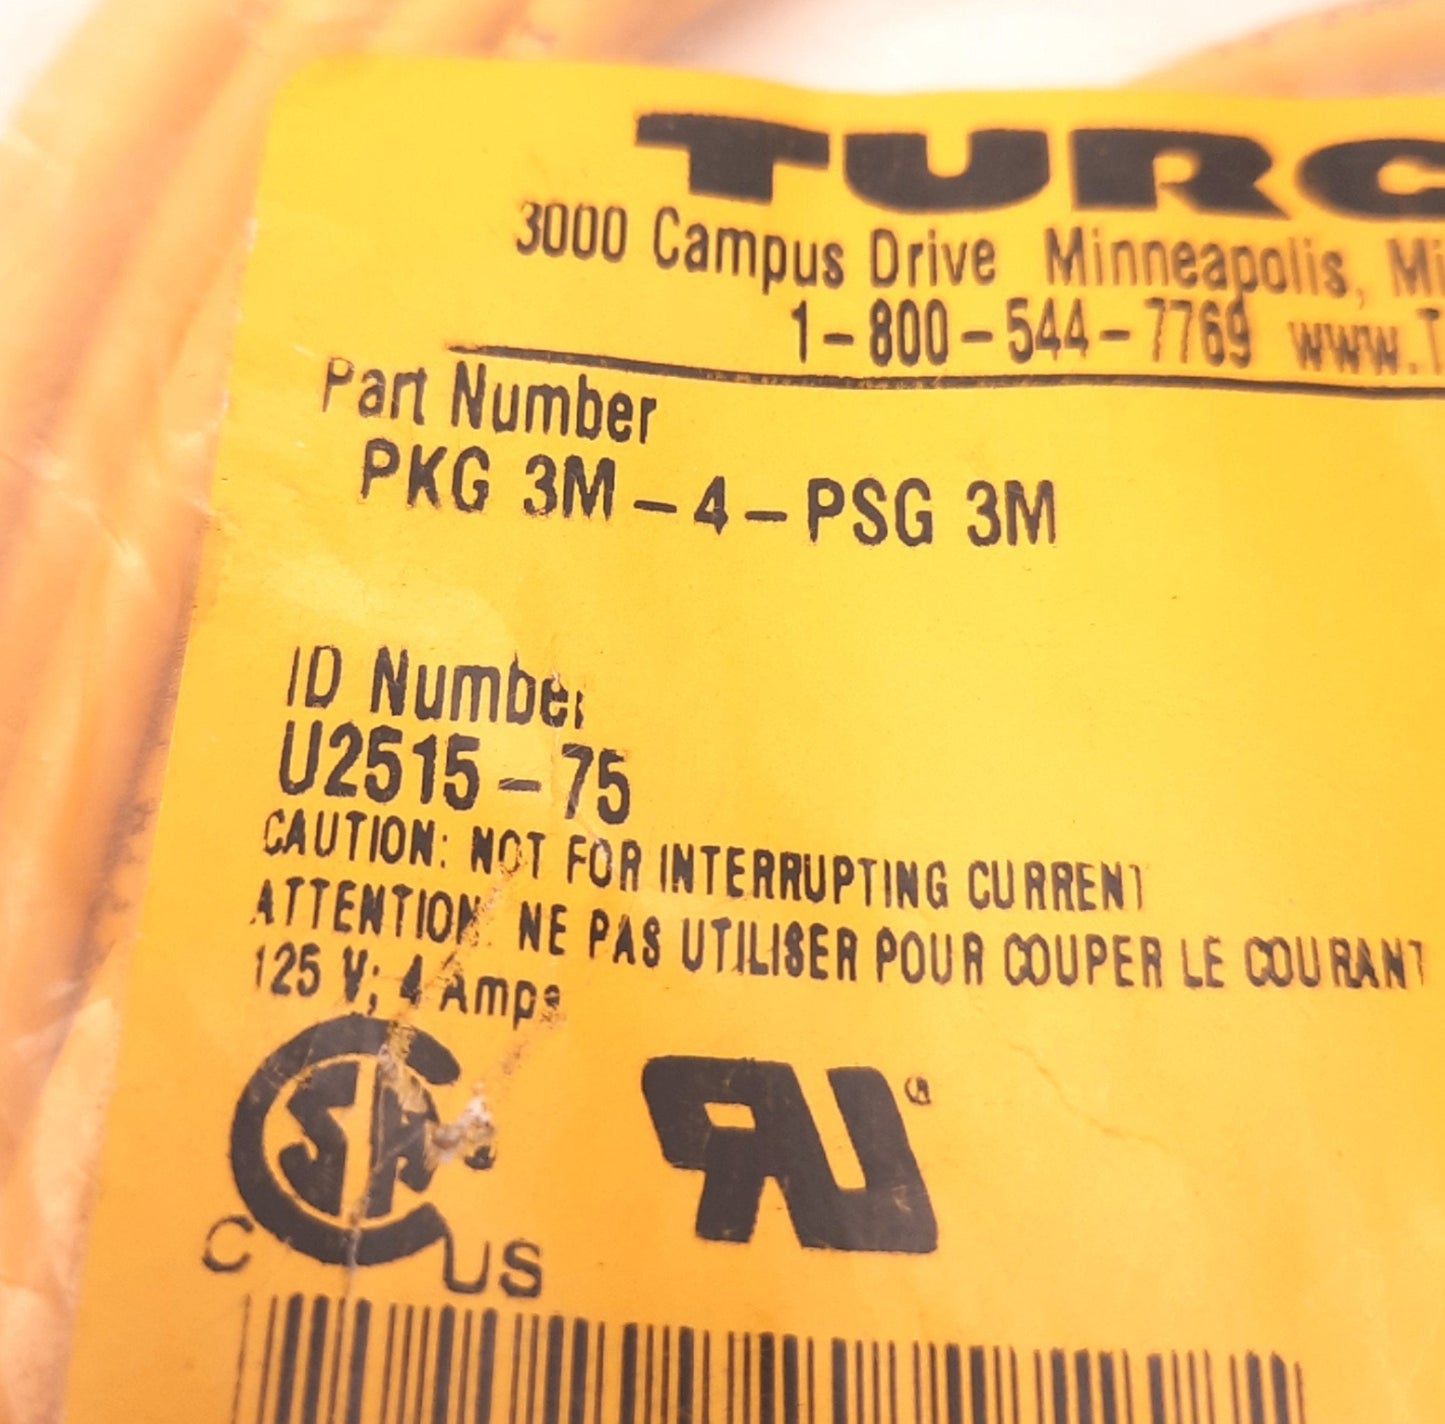 TURC
3000 Campus Drive Minneapolis, Mi
1-800-544-7769 www.T
Part Number
PKG 3M-4-PSG 3M
ID Number
U2515-75
CAUTION: NOT FOR INTERRUPTING CURRENT
ATTENTION: NE PAS UTILISER POUR COUPER LE COURANT
125 V; 4 Amps
C SA US
RU ®